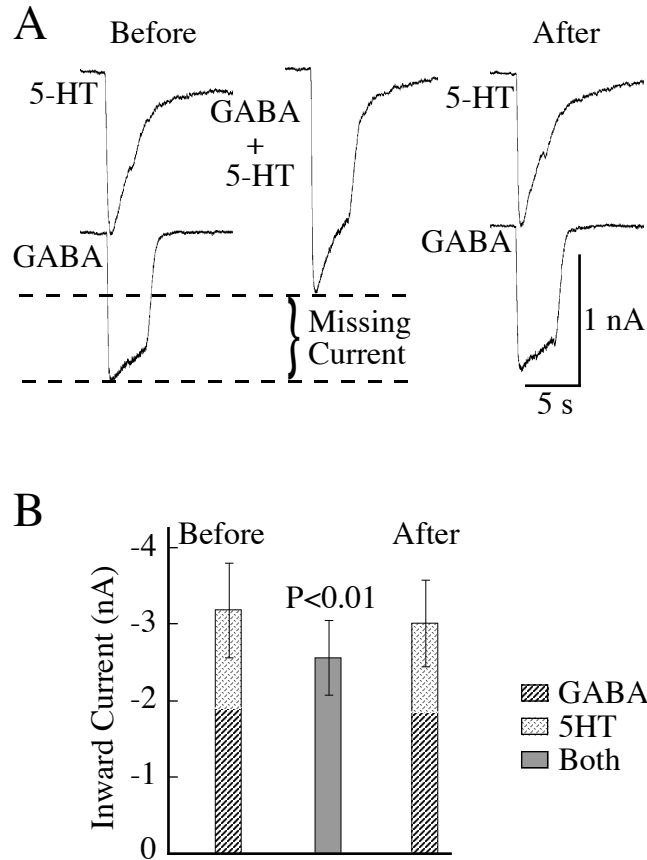 A
Before
After
5-HT
GABA
+
5-HT
5-HT
GABA
GABA
Missing
Current
1 nA
5 s
B
Before
After
P<0.01
Inward Current (nA)
-4
-3
-2
-1
0
GABA
5HT
Both